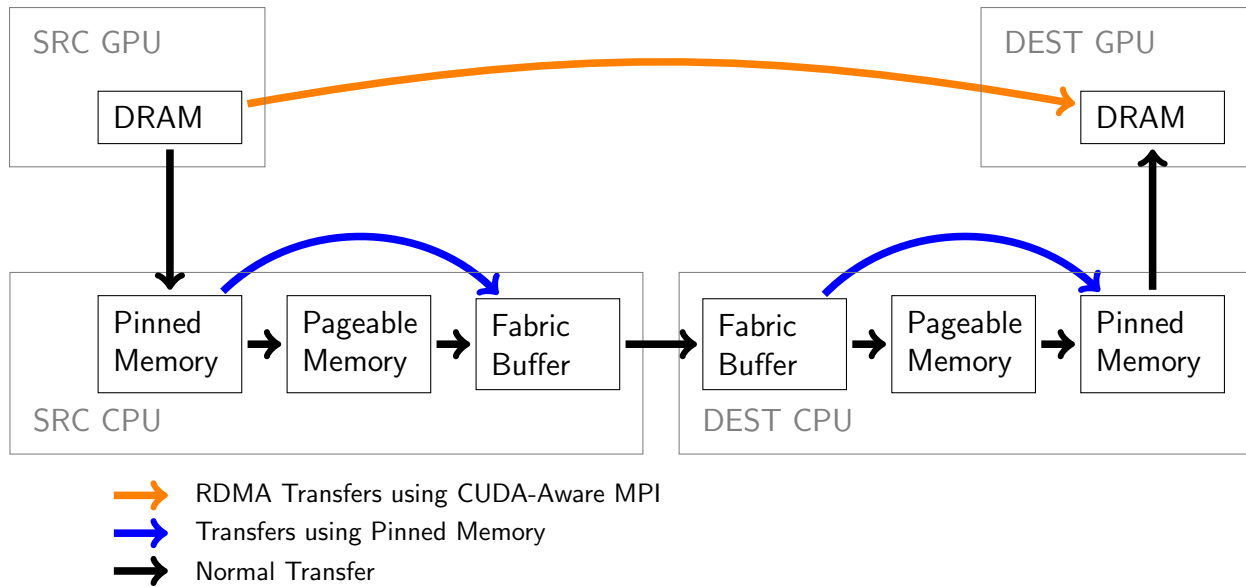 SRC GPU
DEST GPU
DRAM
DRAM
Pinned
Memory
Pageable
Memory
Fabric
Buffer
Fabric
Buffer
Pageable
Memory
Pinned
Memory
SRC CPU
DEST CPU
RDMA Transfers using CUDA-Aware MPI
Transfers using Pinned Memory
Normal Transfer